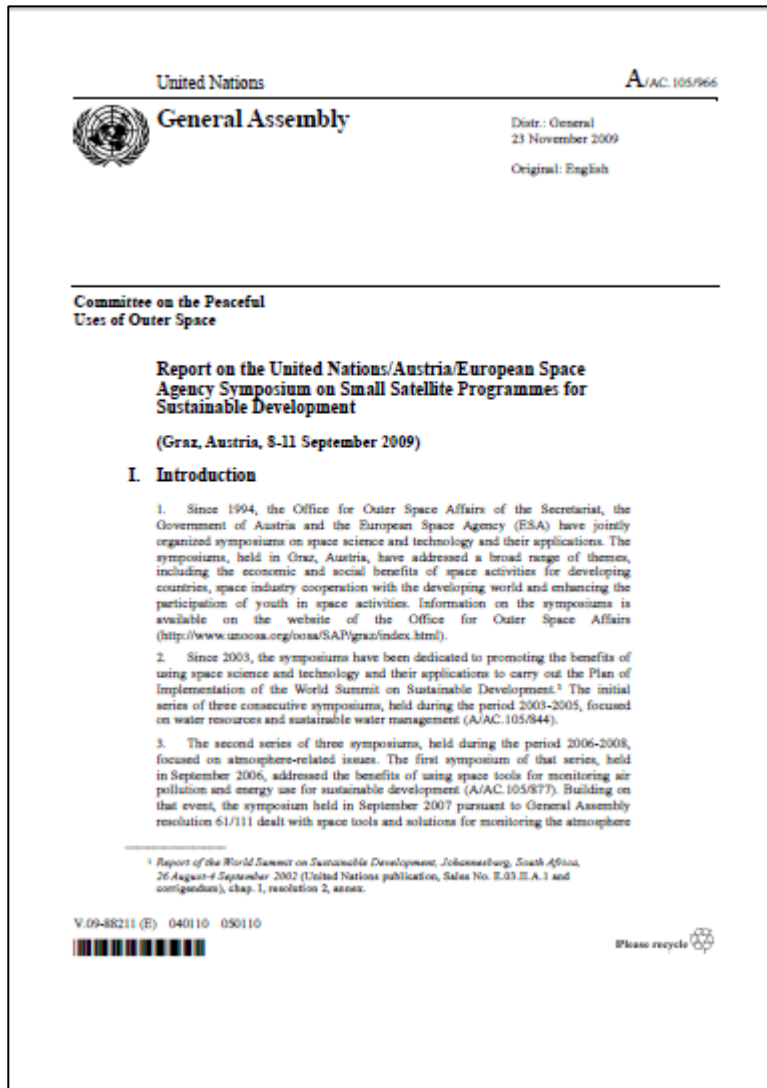 United Nations
A/AC.105/966
General Assembly
Distr.: General
23 November 2009
Original: English
Committee on the Peaceful
Uses of Outer Space
Report on the United Nations/Austria/European Space
Agency Symposium on Small Satellite Programmes for
Sustainable Development
(Graz, Austria, 8-11 September 2009)
I. Introduction
1. Since 1994, the Office for Outer Space Affairs of the Secretariat, the
Government of Austria and the European Space Agency (ESA) have jointly
organized symposiums on space science and technology and their applications. The
symposiums, held in Graz, Austria, have addressed a broad range of themes,
including the economic and social benefits of space activities for developing
countries, space industry cooperation with the developing world and enhancing the
participation of youth in space activities. Information on the symposiums is
available on the website of the Office for Outer Space Affairs
(http://www.unoosa.org/oosa/SAP/graz/index.html).
2. Since 2003, the symposiums have been dedicated to promoting the benefits of
using space science and technology and their applications to carry out the Plan of
Implementation of the World Summit on Sustainable Development.¹ The initial
series of three consecutive symposiums, held during the period 2003-2005, focused
on water resources and sustainable water management (A/AC.105/844).
3. The second series of three symposiums, held during the period 2006-2008,
focused on atmosphere-related issues. The first symposium of that series, held
in September 2006, addressed the benefits of using space tools for monitoring air
pollution and energy use for sustainable development (A/AC.105/877). Building on
that event, the symposium held in September 2007 pursuant to General Assembly
resolution 61/111 dealt with space tools and solutions for monitoring the atmosphere
¹ Report of the World Summit on Sustainable Development, Johannesburg, South Africa,
26 August-4 September 2002 (United Nations publication, Sales No. E.03.II.A.1 and
corrigendum), chap. I, resolution 2, annex.
V.09-88211 (E) 040110 050110
Please recycle